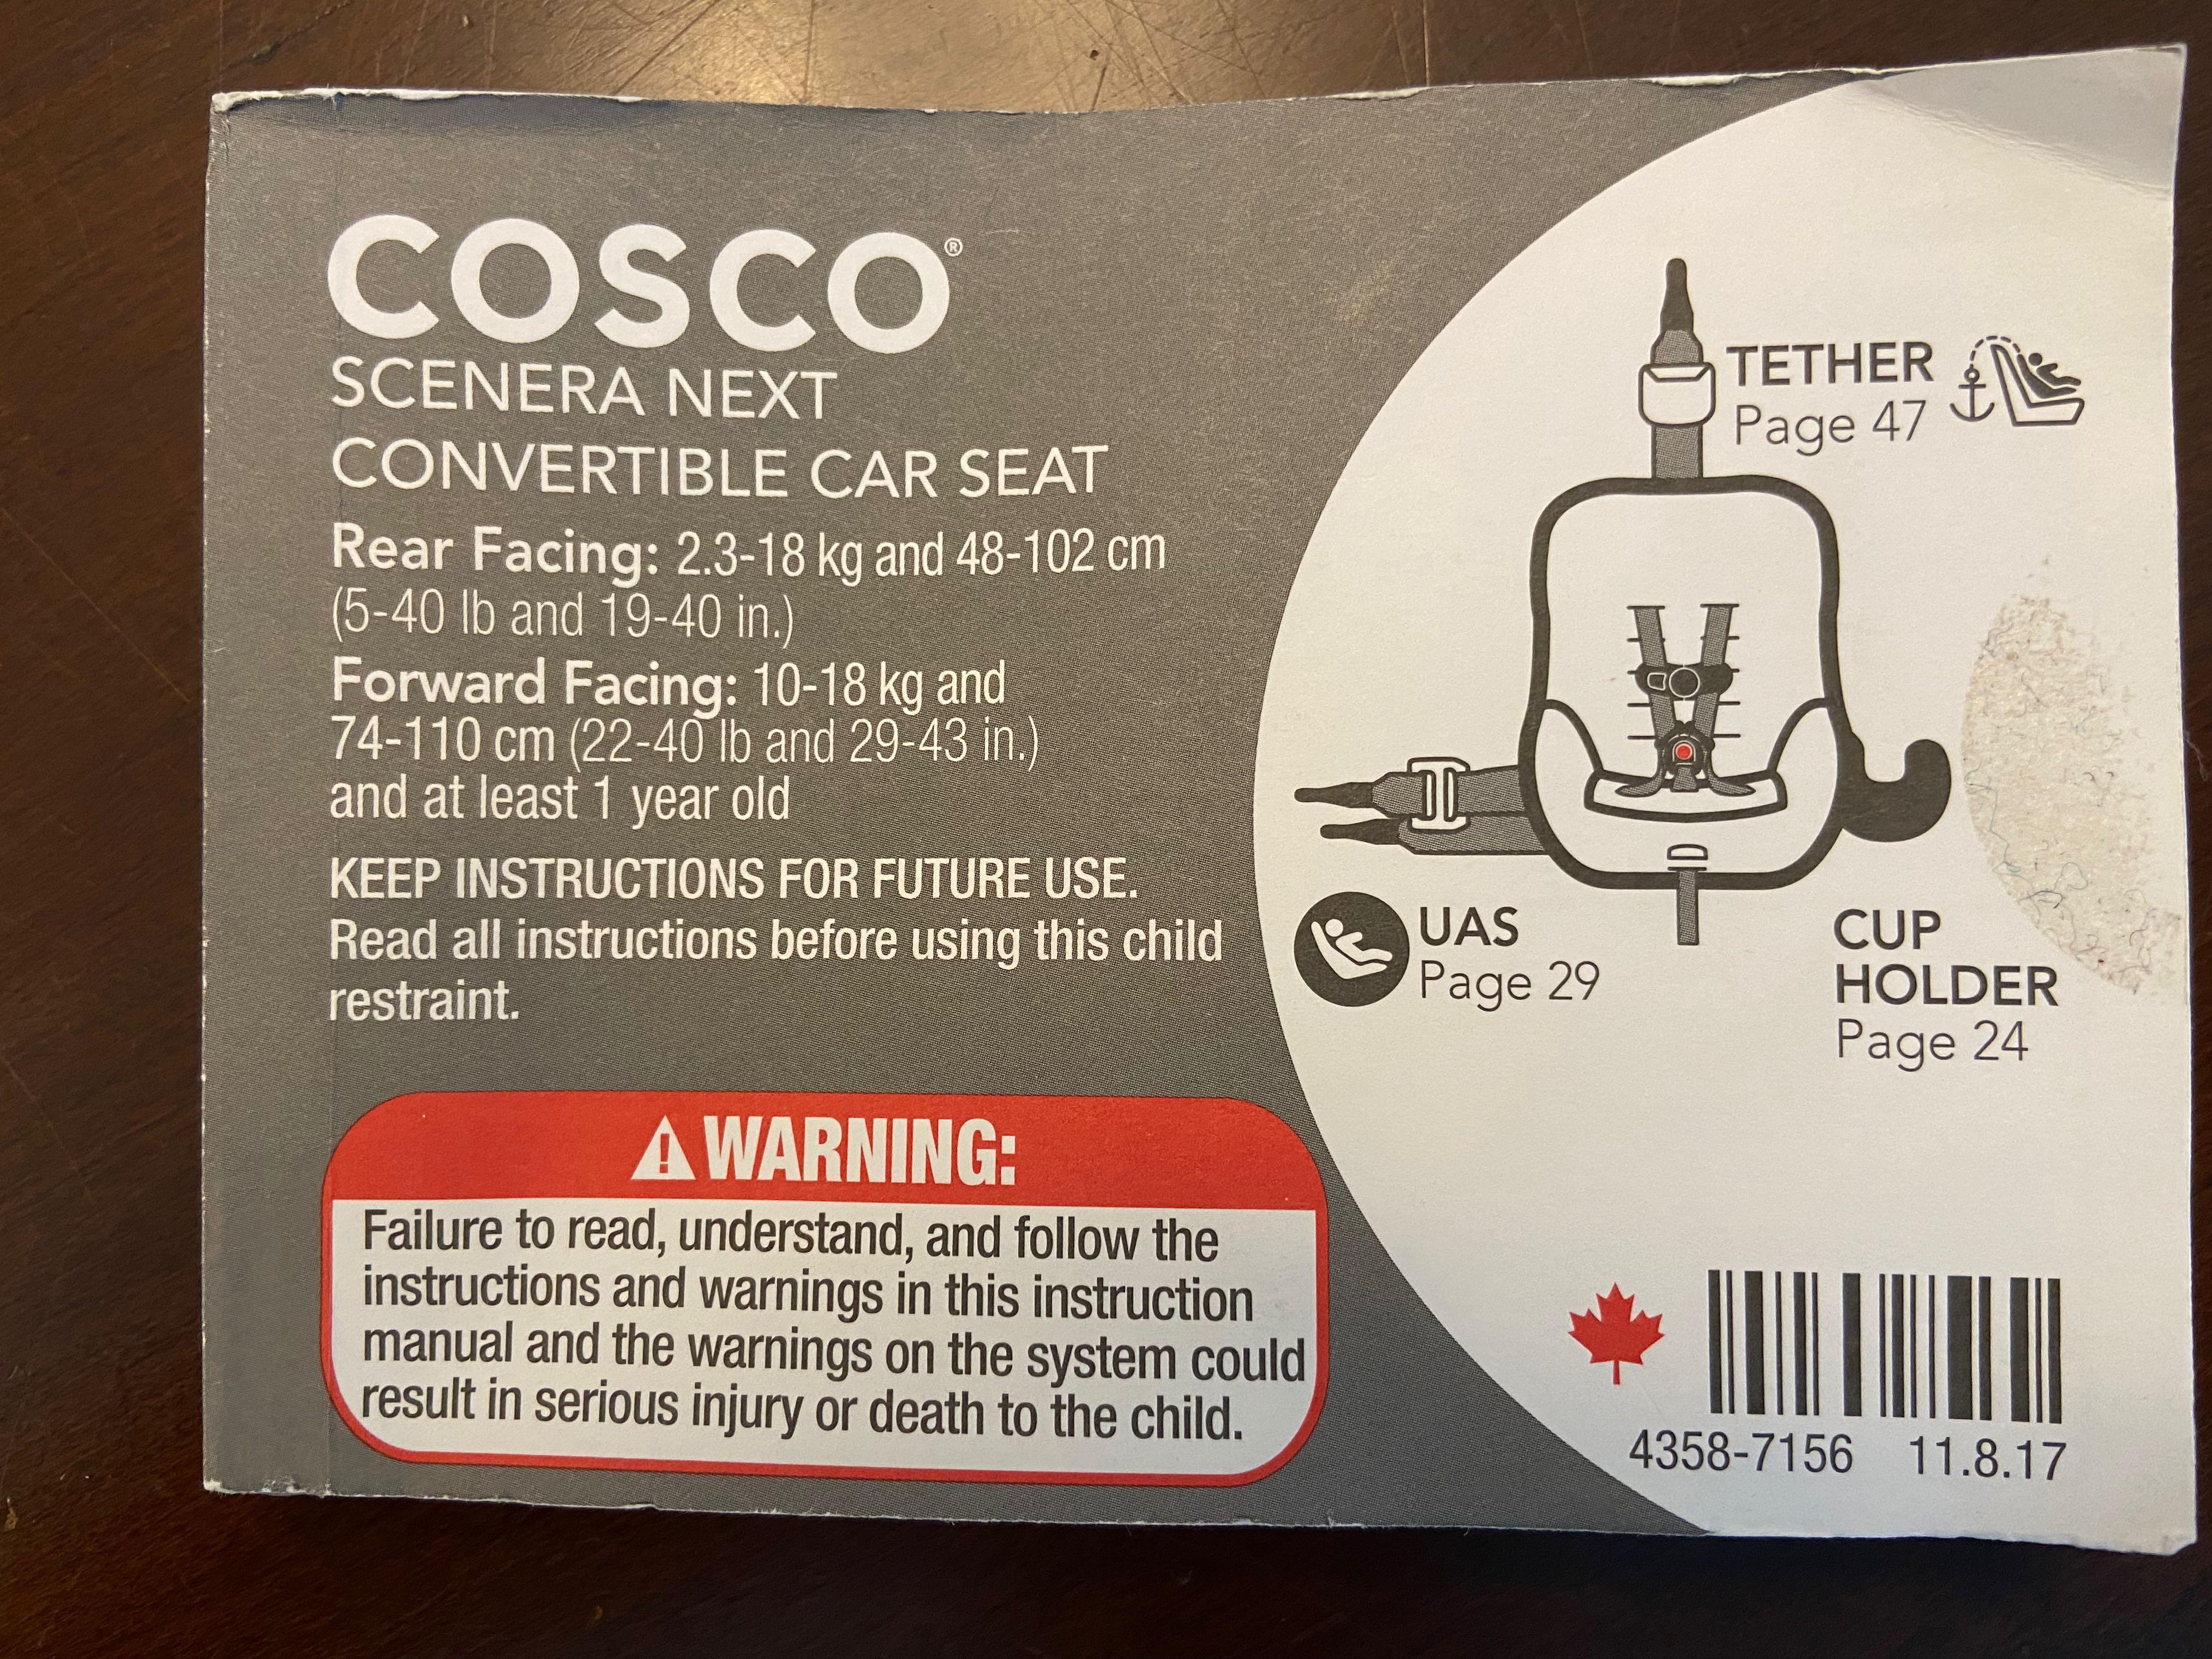 COSCO®
SCENERA NEXT
CONVERTIBLE CAR SEAT
Rear Facing: 2.3-18 kg and 48-102 cm
(5-40 lb and 19-40 in.)
Forward Facing: 10-18 kg and
74-110 cm (22-40 lb and 29-43 in.)
and at least 1 year old
KEEP INSTRUCTIONS FOR FUTURE USE.
Read all instructions before using this child
restraint.
WARNING:
Failure to read, understand, and follow the
instructions and warnings in this instruction
manual and the warnings on the system could
result in serious injury or death to the child.
TETHER
Page 47
UAS
Page 29
CUP
HOLDER
Page 24
4358-7156 11.8.17